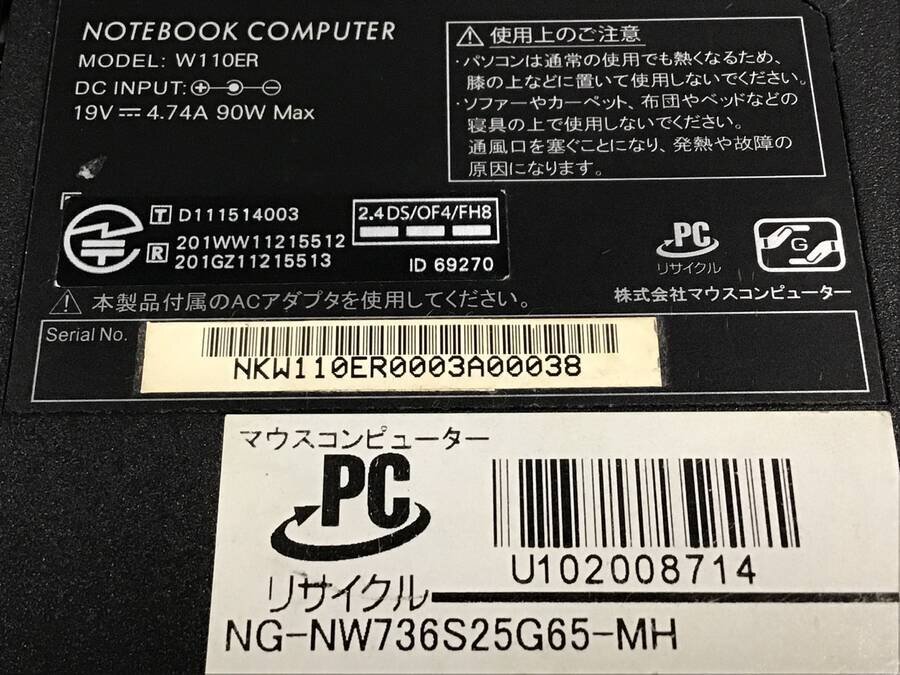 NOTEBOOK COMPUTER
MODEL: W110ER
DC INPUT:
19V 4.74A 90W Max
使用上のご注意
・パソコンは通常の使用でも熱くなるため、
膝の上などに置いて使用しないでください。
・ソファーやカーペット、布団やベッドなどの
寝具の上で使用しないでください。
通風口を塞ぐことになり、発熱や故障の
原因になります。
T D111514003
R 201WW11215512
201GZ11215513
2.4DS/OF4/FH8
ID 69270
PC
リサイクル
G
株式会社マウスコンピューター
本製品付属のACアダプタを使用してください。
Serial No.
NKW110ER0003A00038
マウスコンピューター
PC
リサイクル
U102008714
NG-NW736S25G65-MH